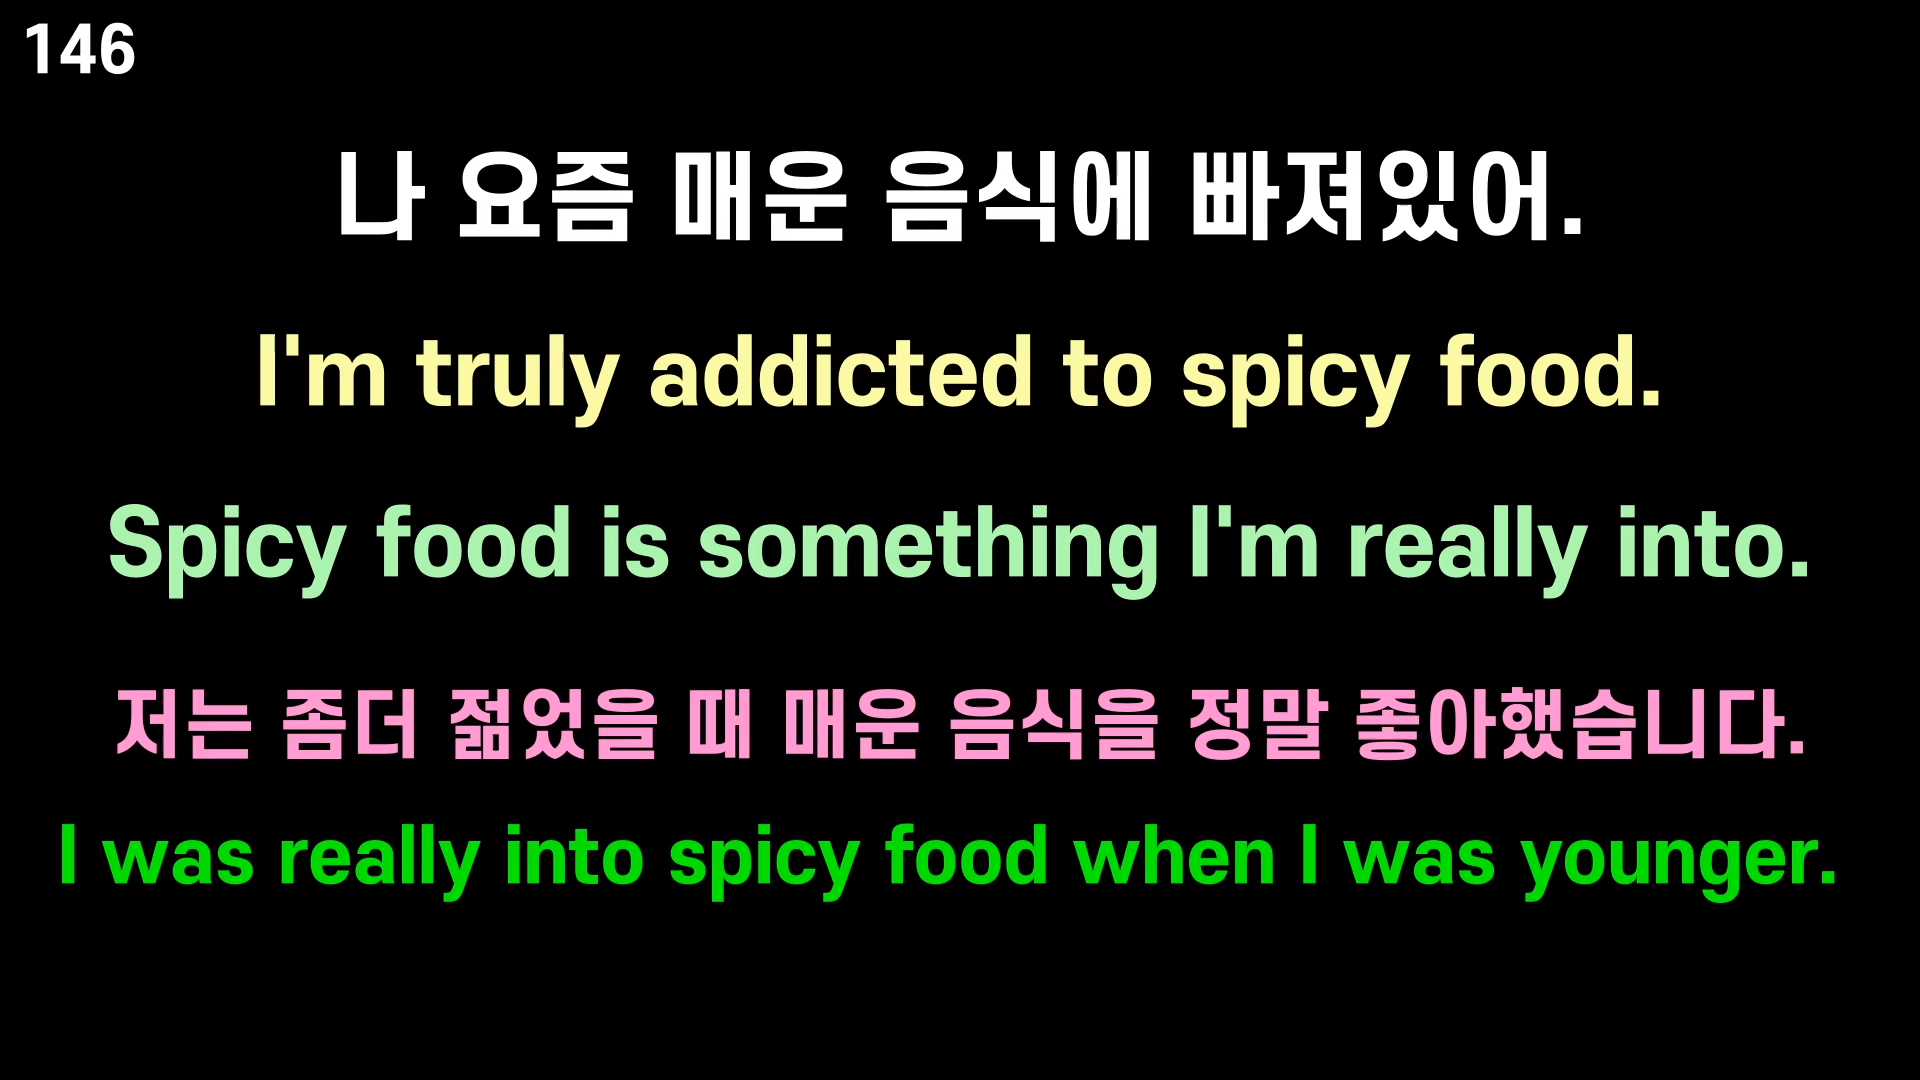 146
나 요즘 매운 음식에 빠져있어.
I'm truly addicted to spicy food.
Spicy food is something I'm really into.
저는 좀더 젊었을 때 매운 음식을 정말 좋아했습니다.
I was really into spicy food when I was younger.